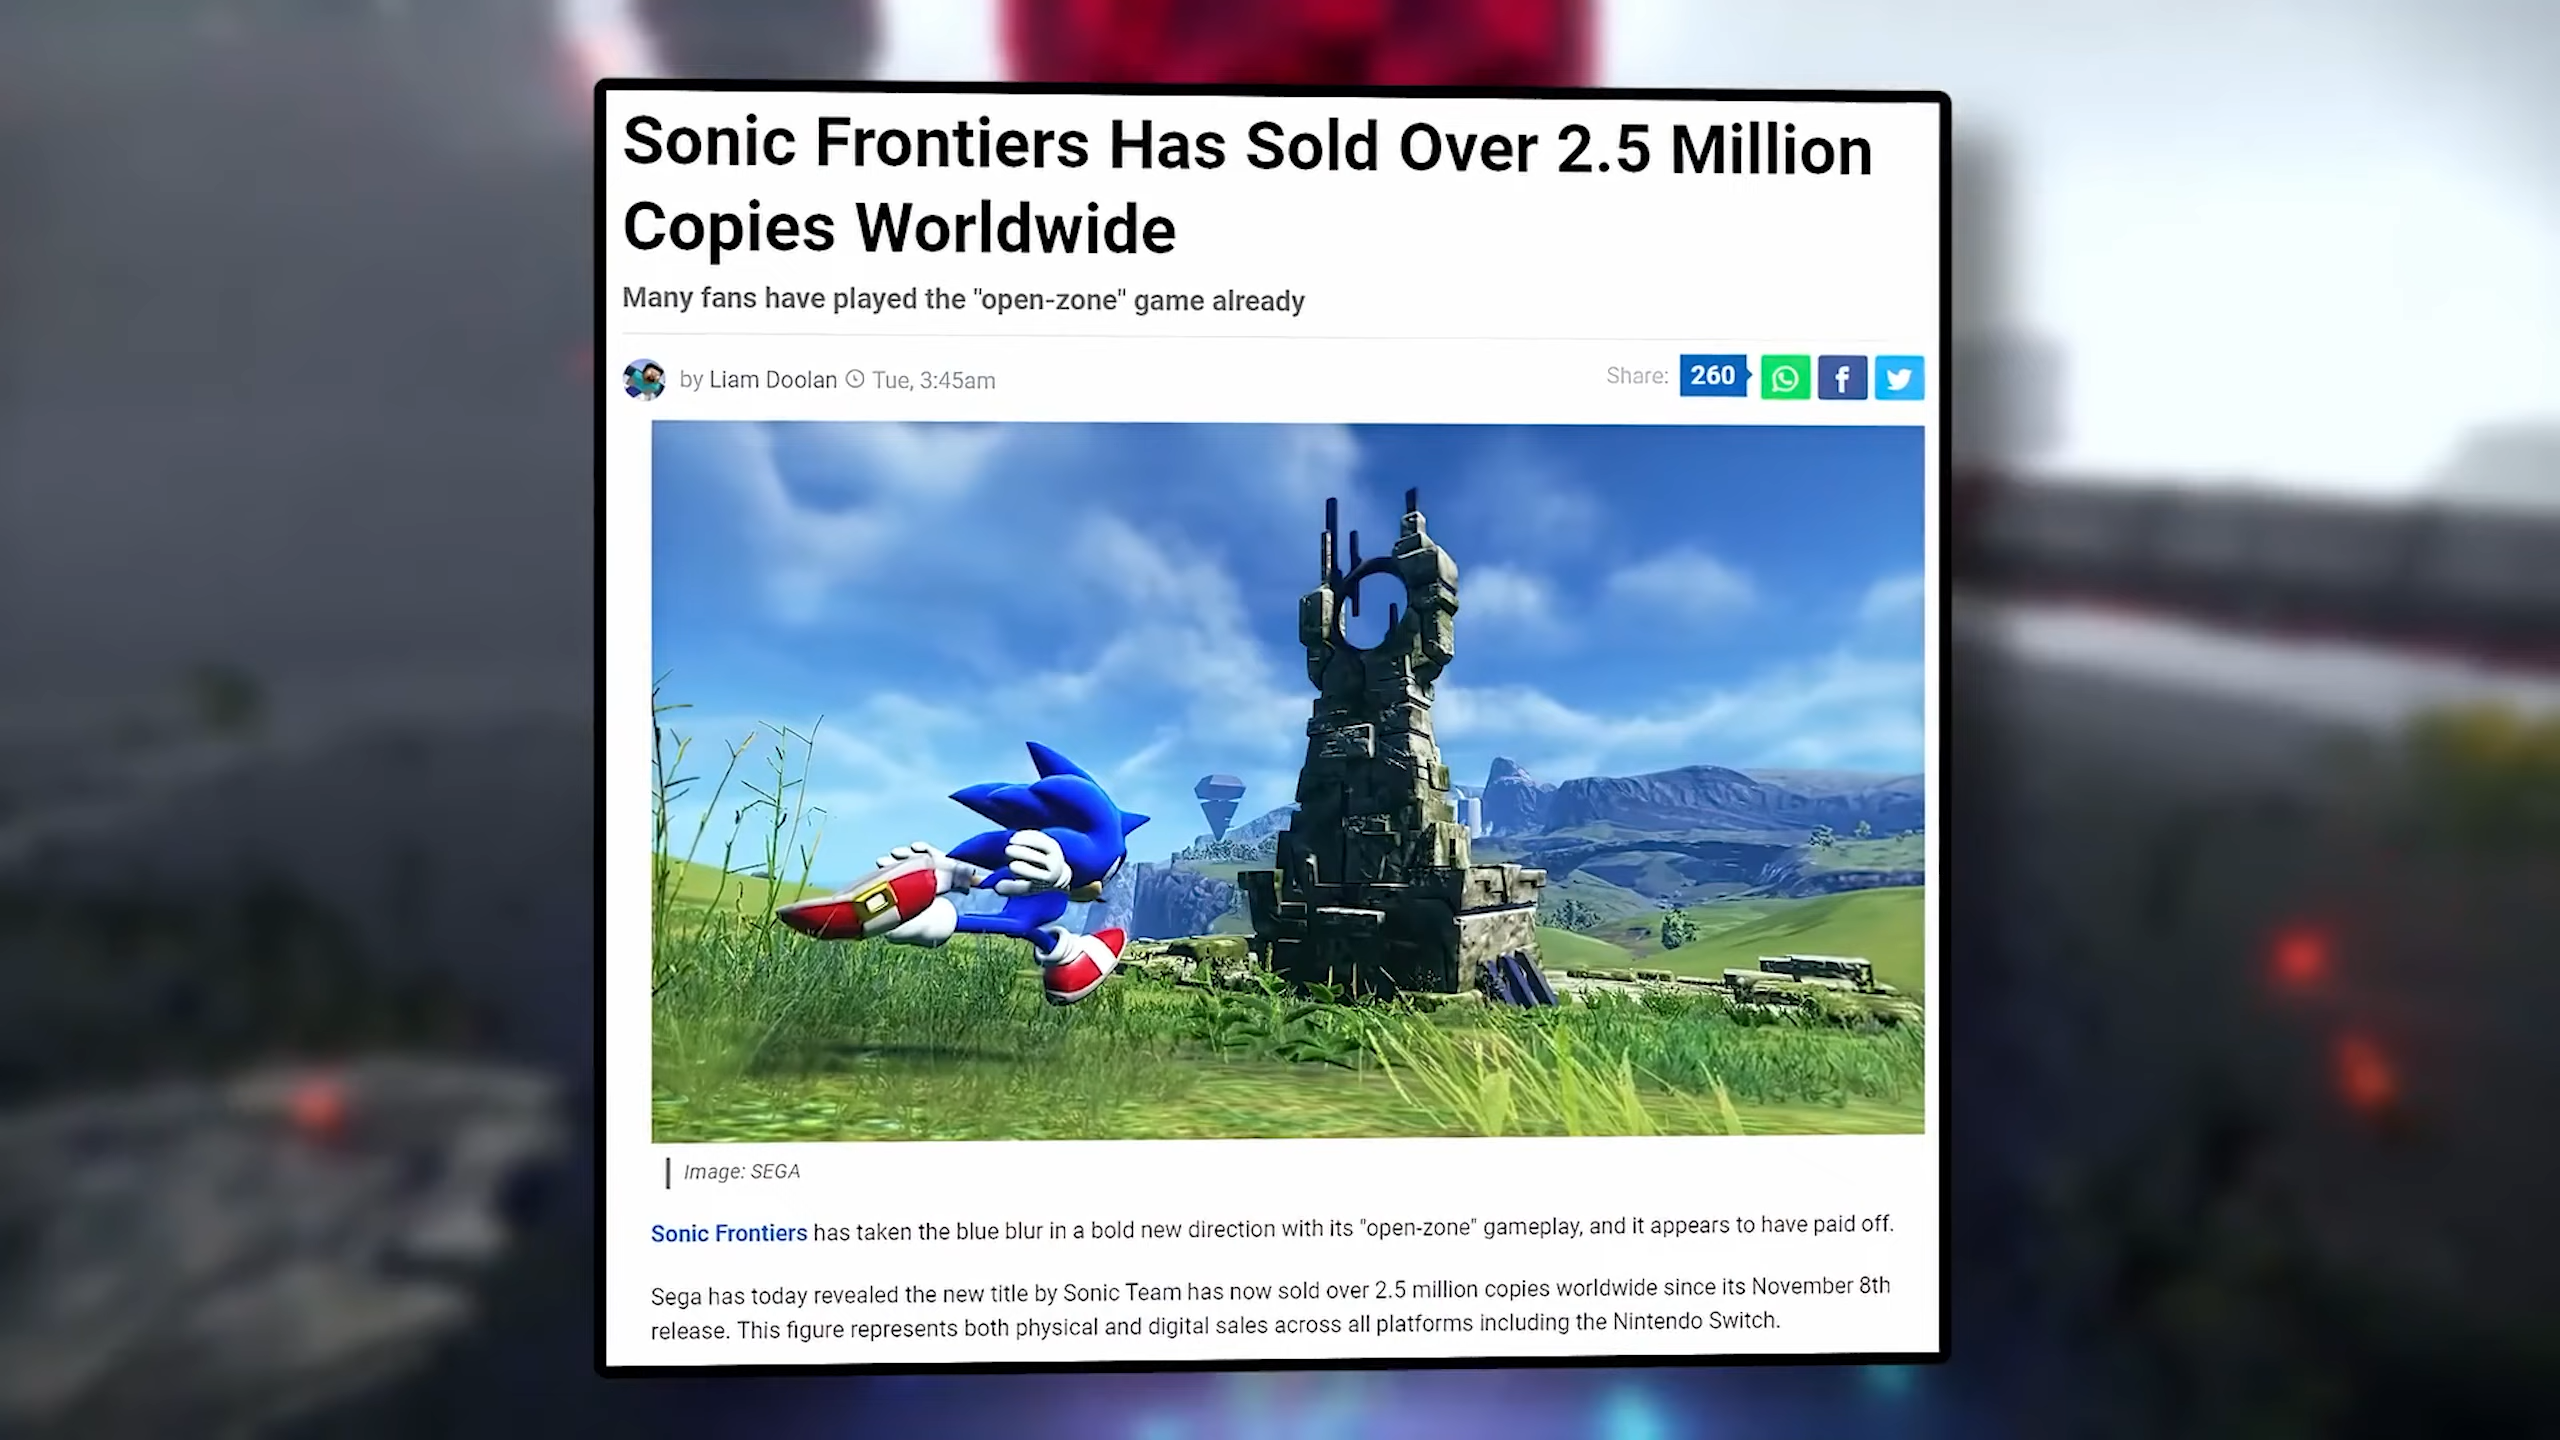 Sonic Frontiers Has Sold Over 2.5 Million
Copies Worldwide
Many fans have played the "open-zone" game already
by Liam Doolan Tue, 3:45am
Share: 260
Image: SEGA
Sonic Frontiers has taken the blue blur in a bold new direction with its "open-zone" gameplay, and it appears to have paid off.
Sega has today revealed the new title by Sonic Team has now sold over 2.5 million copies worldwide since its November 8th
release. This figure represents both physical and digital sales across all platforms including the Nintendo Switch.